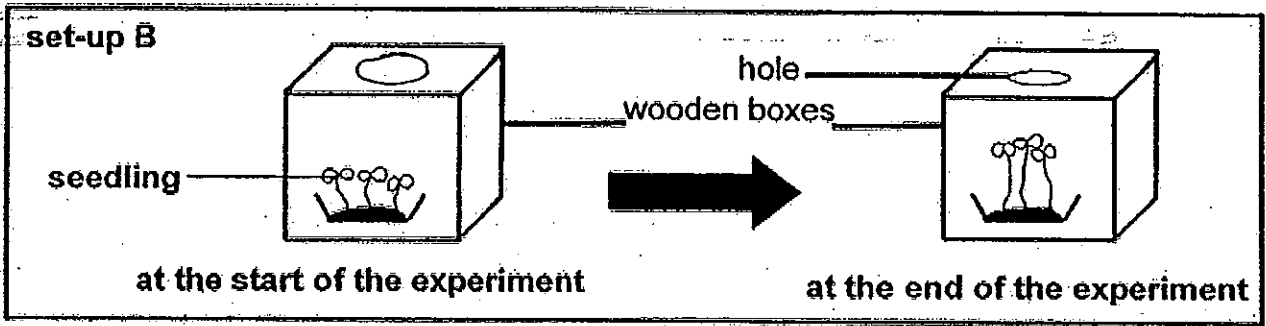 set-up B
hole
wooden boxes
seedling
at the start of the experiment
at the end of the experiment